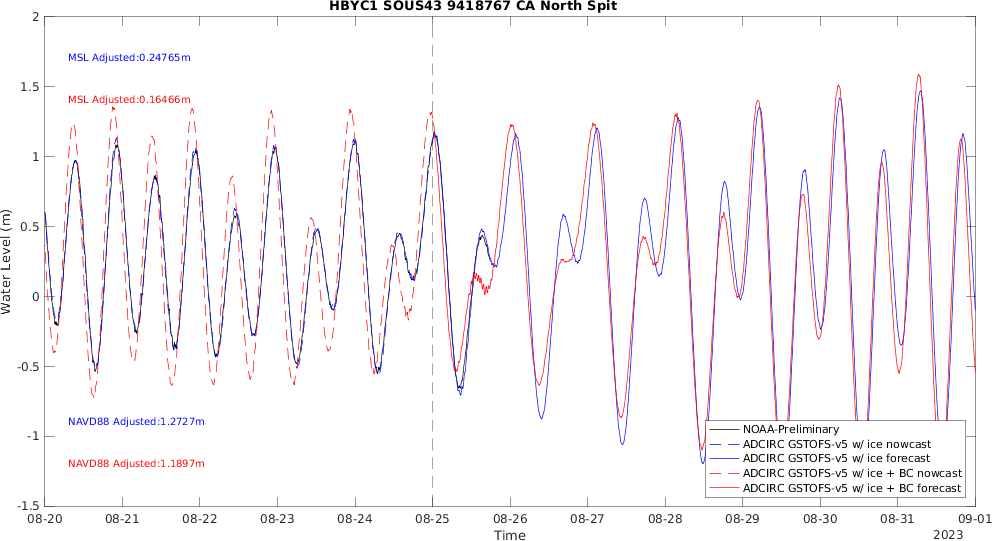 HBYC1 SOUS43 9418767 CA North Spit
Water Level (m)
2
1.5
1
0.5
0
-0.5
-1
-1.5
MSL Adjusted:0.24765m
MSL Adjusted:0.16466m
NAVD88 Adjusted:1.2727m
NAVD88 Adjusted:1.1897m
NOAA-Preliminary
ADCIRC GSTOFS-v5 w/ ice nowcast
ADCIRC GSTOFS-v5 w/ ice forecast
ADCIRC GSTOFS-v5 w/ ice + BC nowcast
ADCIRC GSTOFS-v5 w/ ice + BC forecast
08-20 08-21 08-22 08-23 08-24 08-25 08-26 08-27 08-28 08-29 08-30 08-31 09-01
Time
2023